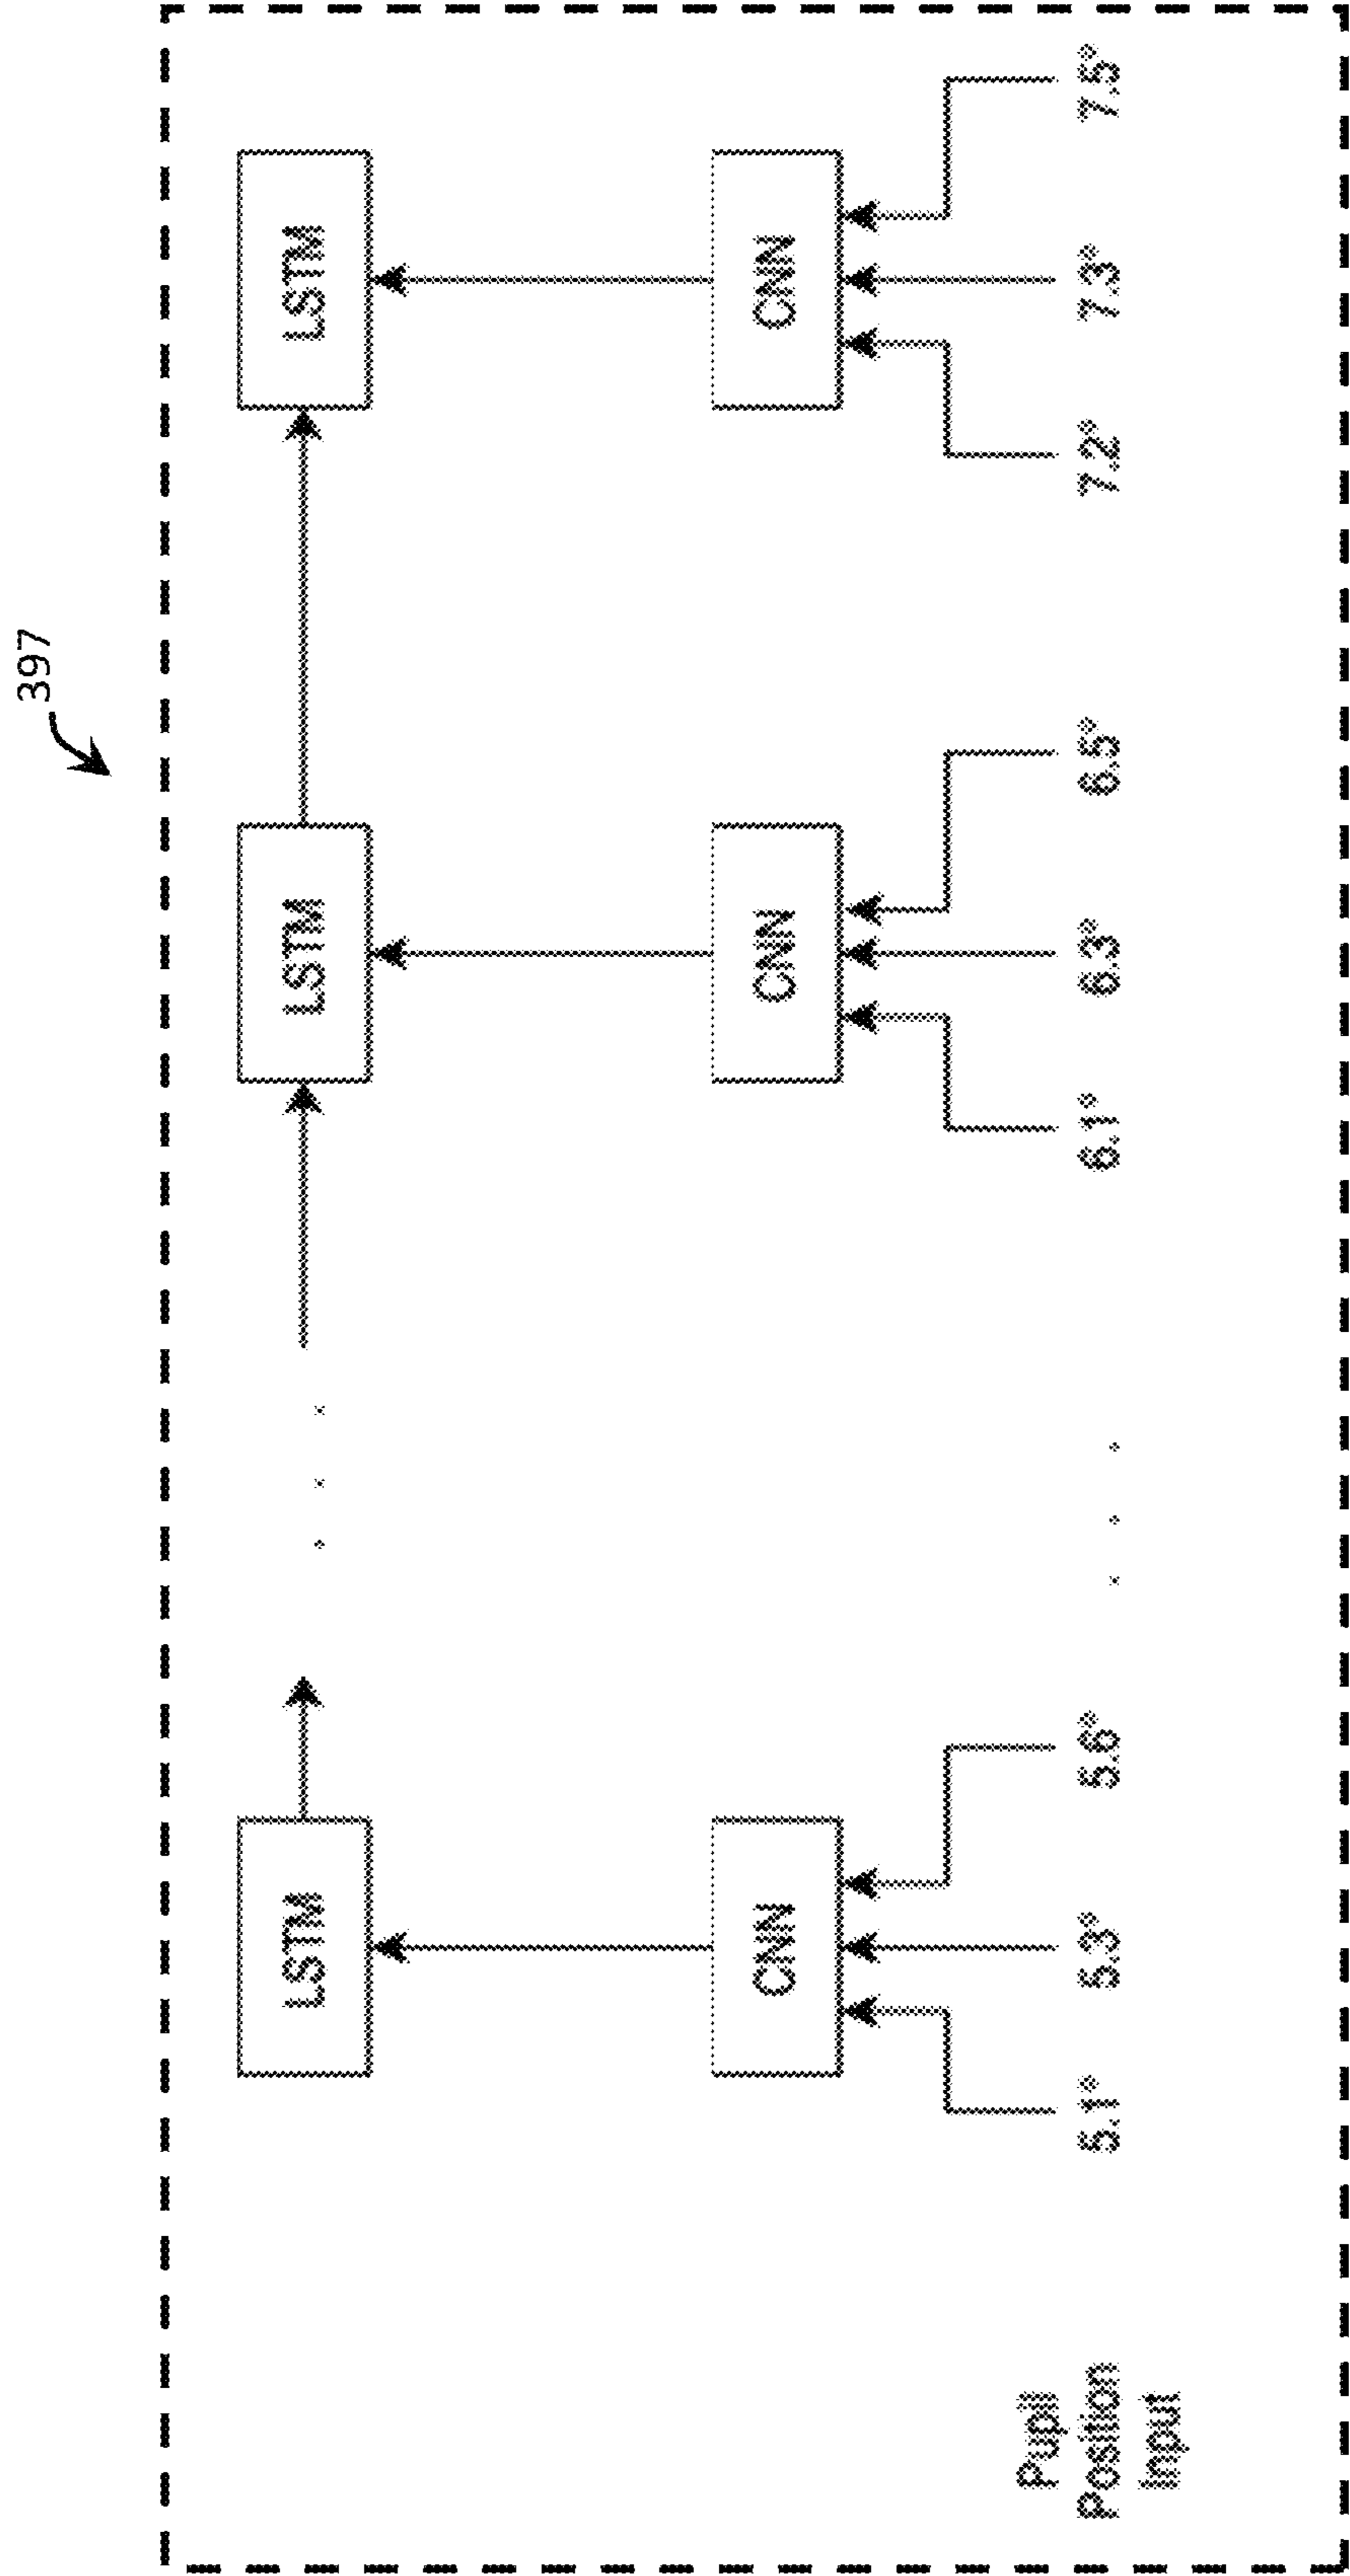 397
LSTM
LSTM
LSTM
CNN
CNN
CNN
Pupil
Position
Input
5.1° 5.3° 5.6° . . . 6.1° 6.3° 6.5° 7.2° 7.3° 7.5°